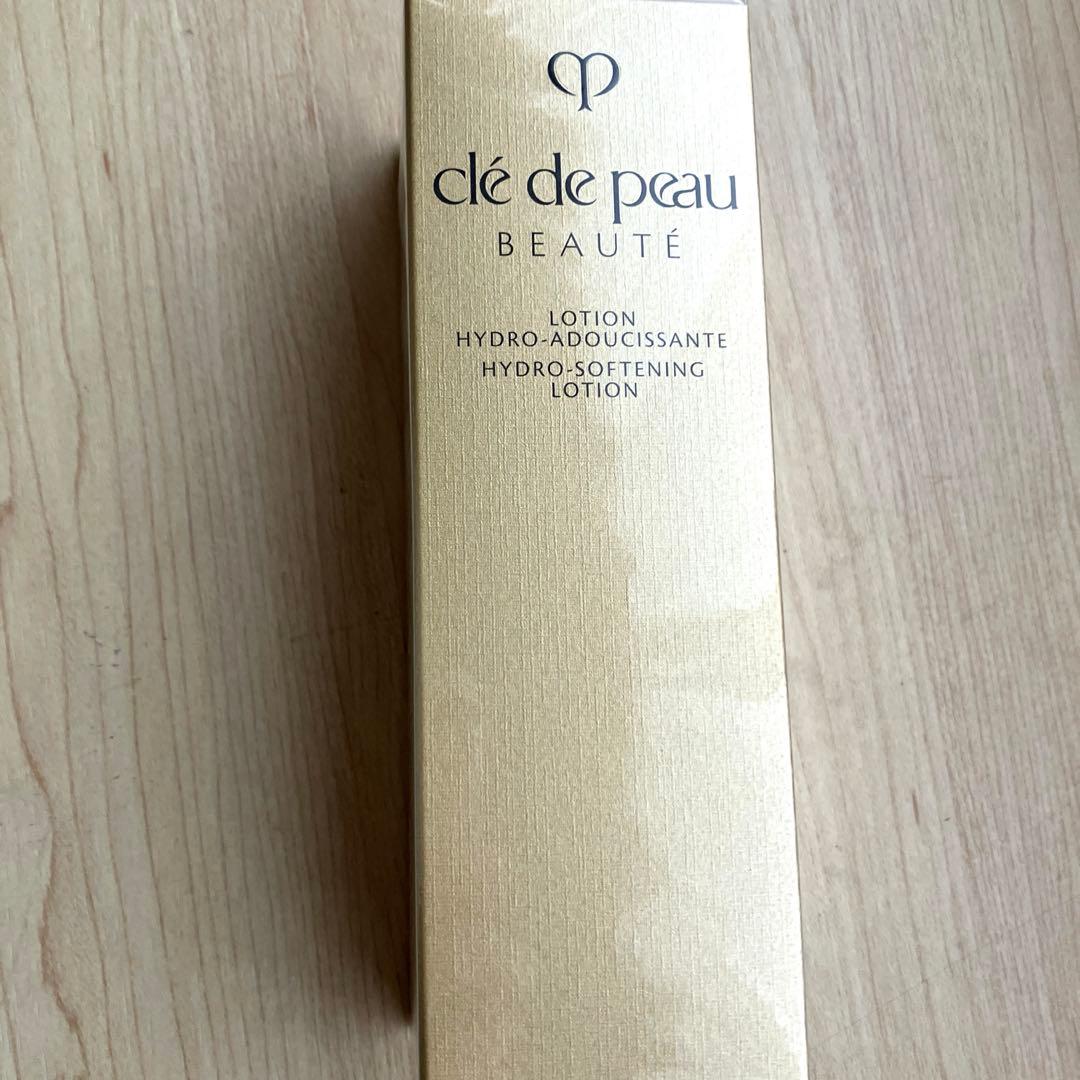 clé de peau
BEAUTÉ
LOTION
HYDRO-ADOUCISSANTE
HYDRO-SOFTENING
LOTION